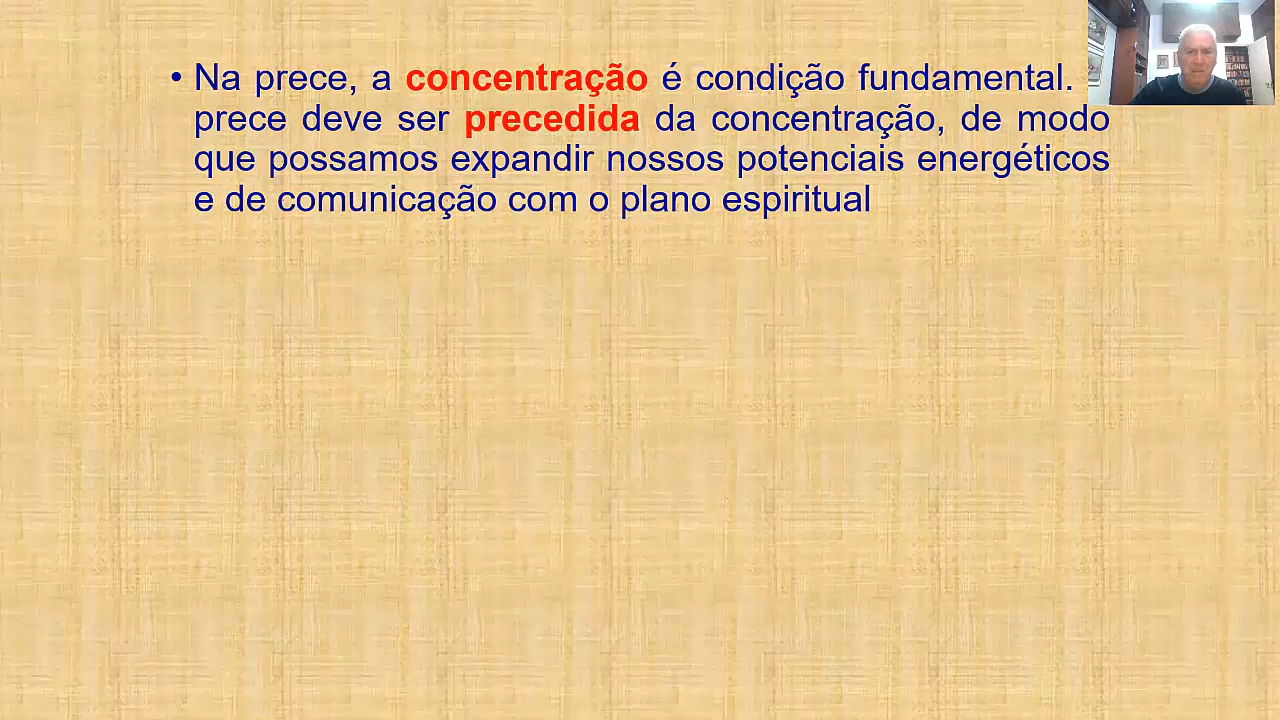 • Na prece, a concentração é condição fundamental.
prece deve ser precedida da concentração, de modo
que possamos expandir nossos potenciais energéticos
e de comunicação com o plano espiritual